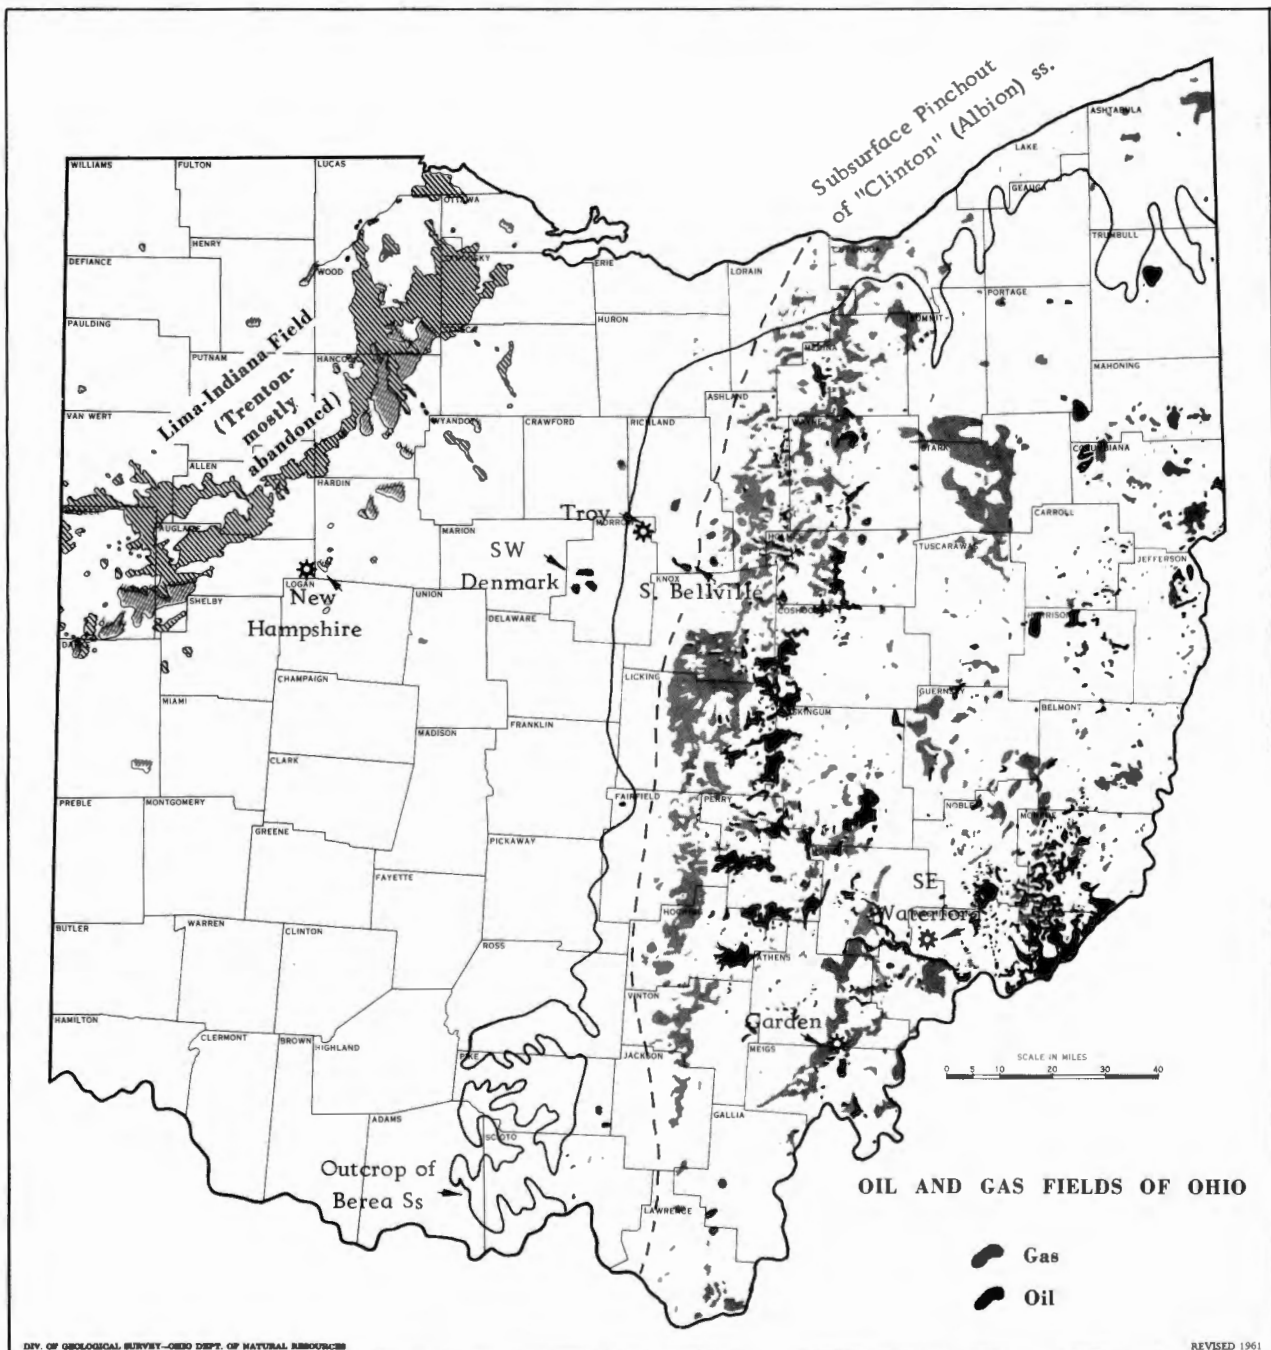 Subsurface Pinchout
of "Clinton" (Albion) ss.
ASHTABULA
LAKE
GEAUGA
WILLIAMS
FULTON
LUCAS
OTTAWA
TRUMBULL
HENRY
DEFIANCE
WOOD
ERIE
LORAIN
PORTAGE
PAULDING
HURON
SUMMIT
MEDINA
PUTNAM
HANCOCK
MAHONING
Lima-Indiana Field
(Trenton-
mostly
abandoned)
VAN WERT
ASHLAND
WYANDOT
CRAWFORD
RICHLAND
WAYNE
STARK
COLUMBIANA
ALLEN
HARDIN
CARROLL
AUGLAIZE
MARION
Troy
MORROW
TUSCARAWAS
JEFFERSON
SW
Denmark
KNOX
S. Bellville
LOGAN
New
Hampshire
UNION
SHELBY
DELAWARE
COSHOCTON
HARRISON
CHAMPAIGN
LICKING
GUERNSEY
MIAMI
BELMONT
MUSKINGUM
FRANKLIN
MADISON
CLARK
PREBLE
MONTGOMERY
FAIRFIELD
PERRY
NOBLE
MONROE
GREENE
PICKAWAY
FAYETTE
SE
Waterford
HOCKING
BUTLER
WARREN
CLINTON
ROSS
ATHENS
VINTON
HAMILTON
Garden
CLERMONT
BROWN
HIGHLAND
PIKE
JACKSON
MEIGS
SCALE IN MILES
0 5 10 20 30 40
ADAMS
GALLIA
SCIOTO
Outcrop of
Berea Ss
LAWRENCE
OIL AND GAS FIELDS OF OHIO
Gas
Oil
DIV. OF GEOLOGICAL SURVEY—OHIO DEPT. OF NATURAL RESOURCES
REVISED 1961